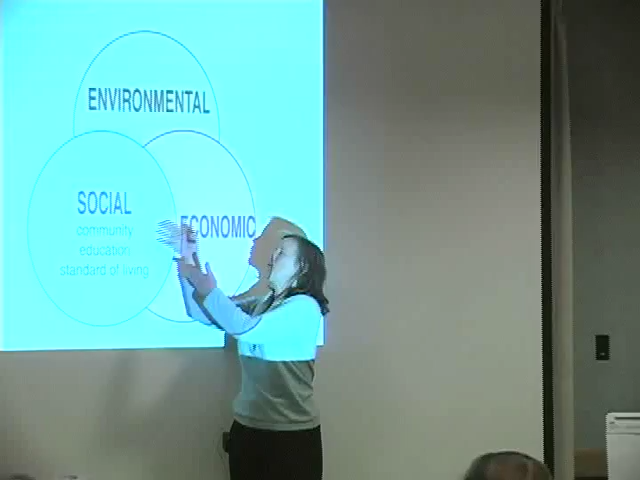 ENVIRONMENTAL
SOCIAL
community
education
standard of living
ECONOMIC